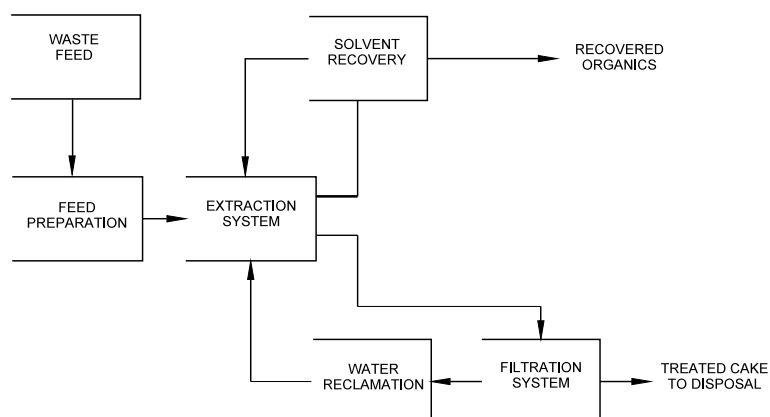 WASTE
FEED
SOLVENT
RECOVERY
RECOVERED
ORGANICS
FEED
PREPARATION
EXTRACTION
SYSTEM
WATER
RECLAMATION
FILTRATION
SYSTEM
TREATED CAKE
TO DISPOSAL